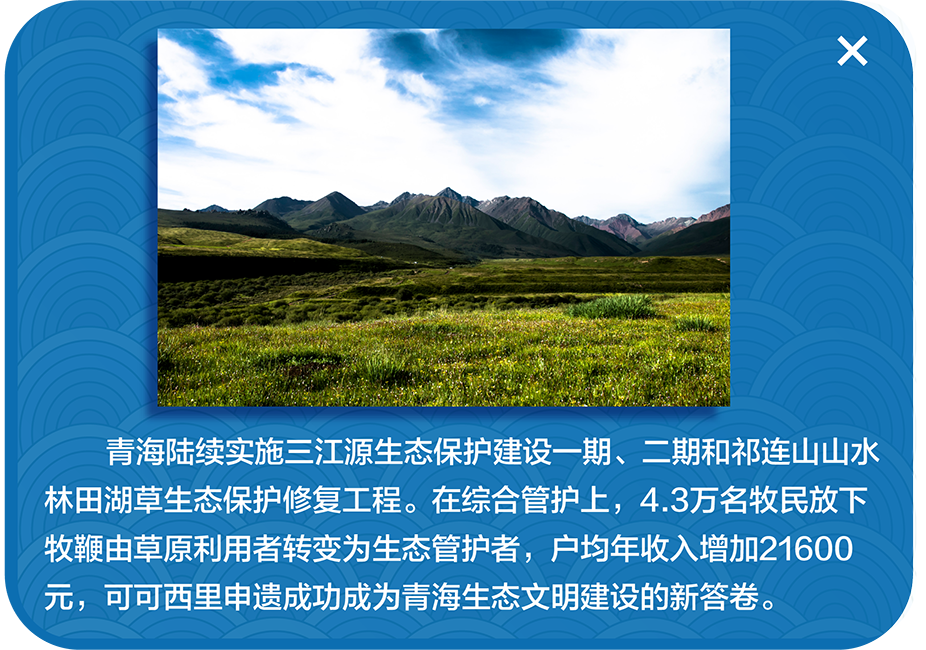 青海陆续实施三江源生态保护建设一期、二期和祁连山山水
林田湖草生态保护修复工程。在综合管护上，4.3万名牧民放下
牧鞭由草原利用者转变为生态管护者，户均年收入增加21600
元，可可西里申遗成功成为青海生态文明建设的新答卷。